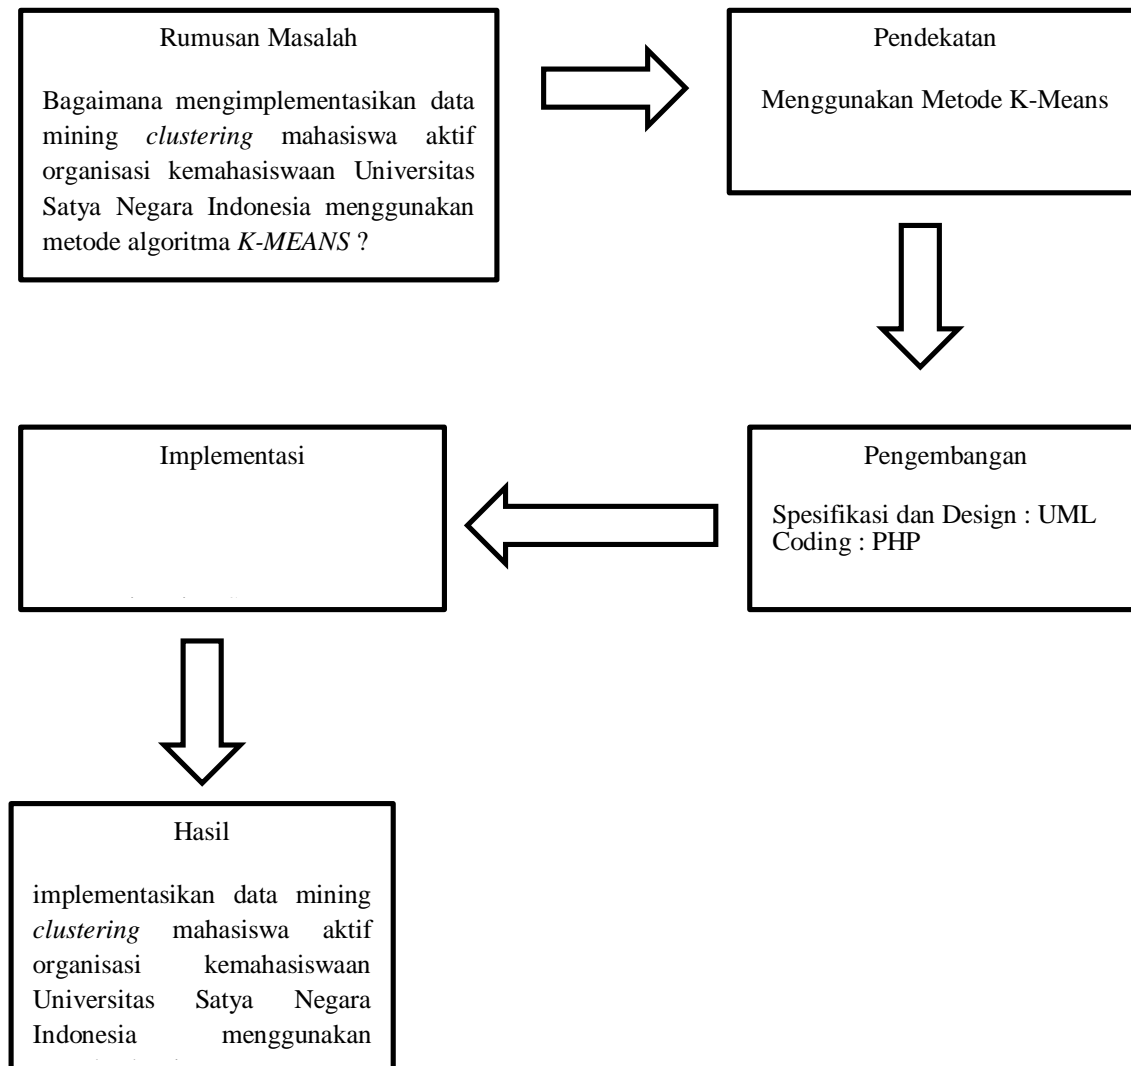 Rumusan Masalah
Bagaimana mengimplementasikan data
mining clustering mahasiswa aktif
organisasi kemahasiswaan Universitas
Satya Negara Indonesia menggunakan
metode algoritma K-MEANS ?
Pendekatan
Menggunakan Metode K-Means
Pengembangan
Spesifikasi dan Design : UML
Coding : PHP
Implementasi
Hasil
implementasikan data mining
clustering mahasiswa aktif
organisasi kemahasiswaan
Universitas Satya Negara
Indonesia menggunakan